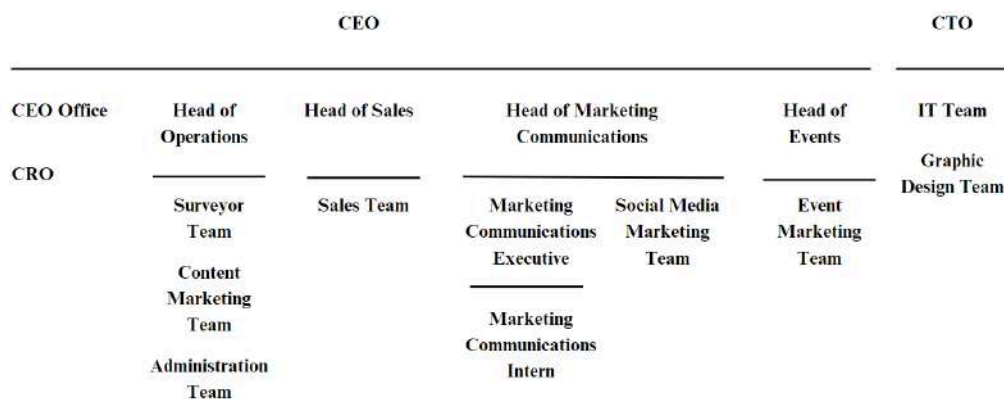 CEO CTO
CEO Office Head of Operations Head of Sales Head of Marketing Communications Head of Events IT Team
CRO Graphic Design Team
Surveyor Team
Content Marketing Team
Administration Team
Sales Team
Marketing Communications Executive
Marketing Communications Intern
Social Media Marketing Team
Event Marketing Team